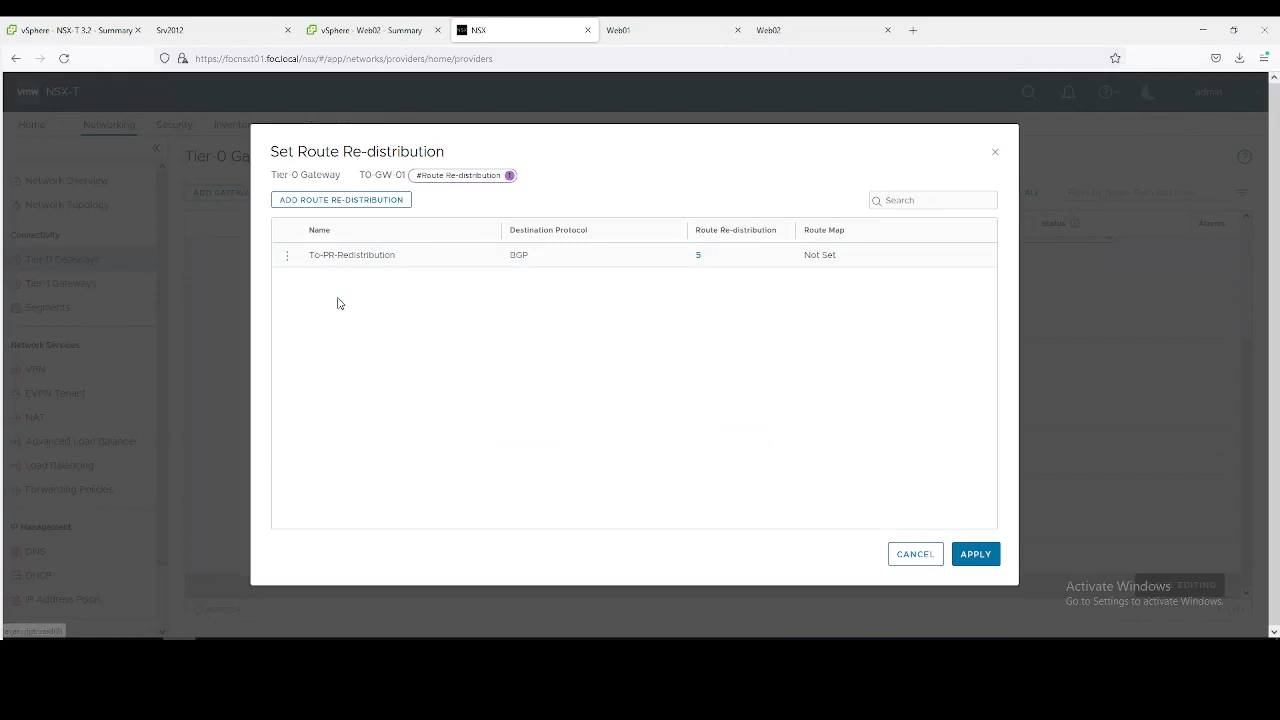 vSphere - NSX-T 3.2 - Summary
Srv2012
vSphere - Web02 - Summary
NSX
Web01
Web02
https://focnsxt01.foc.local/nsx/#/app/networks/providers/home/providers
vmw NSX-T
admin
Home
Networking
Security
Inventory
Set Route Re-distribution
Tier-0 Gateway T0-GW-01 #Route Re-distribution 1
ADD ROUTE RE-DISTRIBUTION
Search
Name Destination Protocol Route Re-distribution Route Map
To-PR-Redistribution BGP 5 Not Set
CANCEL APPLY
Tier-0 Ga
ADD GATEWAY
Status
Alarms
Network Overview
Network Topology
Connectivity
Tier-0 Gateways
Tier-1 Gateways
Segments
Network Services
VPN
EVPN Tenant
NAT
Advanced Load Balancer
Load Balancing
Forwarding Policies
IP Management
DNS
DHCP
IP Address Pools
EDITING
REFRESH
Activate Windows
Go to Settings to activate Windows.